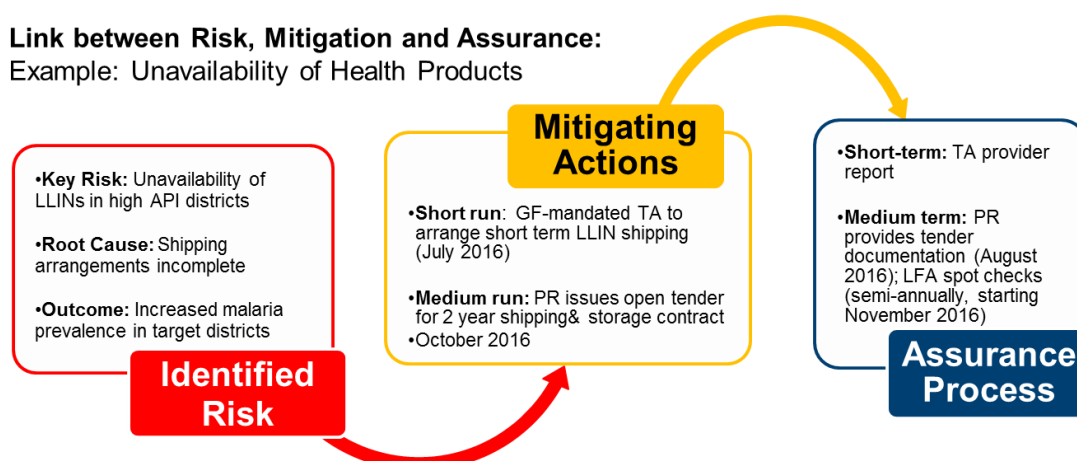 Link between Risk, Mitigation and Assurance:
Example: Unavailability of Health Products
•Key Risk: Unavailability of
LLINs in high API districts
•Root Cause: Shipping
arrangements incomplete
•Outcome: Increased malaria
prevalence in target districts
Identified
Risk
Mitigating
Actions
•Short run: GF-mandated TA to
arrange short term LLIN shipping
(July 2016)
•Medium run: PR issues open tender
for 2 year shipping& storage contract
•October 2016
•Short-term: TA provider
report
•Medium term: PR
provides tender
documentation (August
2016); LFA spot checks
(semi-annually, starting
November 2016)
Assurance
Process